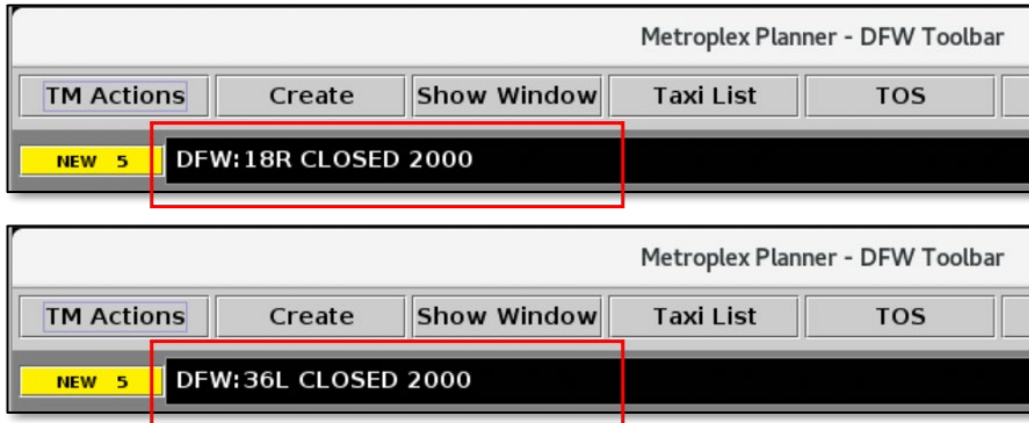 Metroplex Planner - DFW Toolbar
TM Actions Create Show Window Taxi List TOS
NEW 5 DFW:18R CLOSED 2000
Metroplex Planner - DFW Toolbar
TM Actions Create Show Window Taxi List TOS
NEW 5 DFW:36L CLOSED 2000